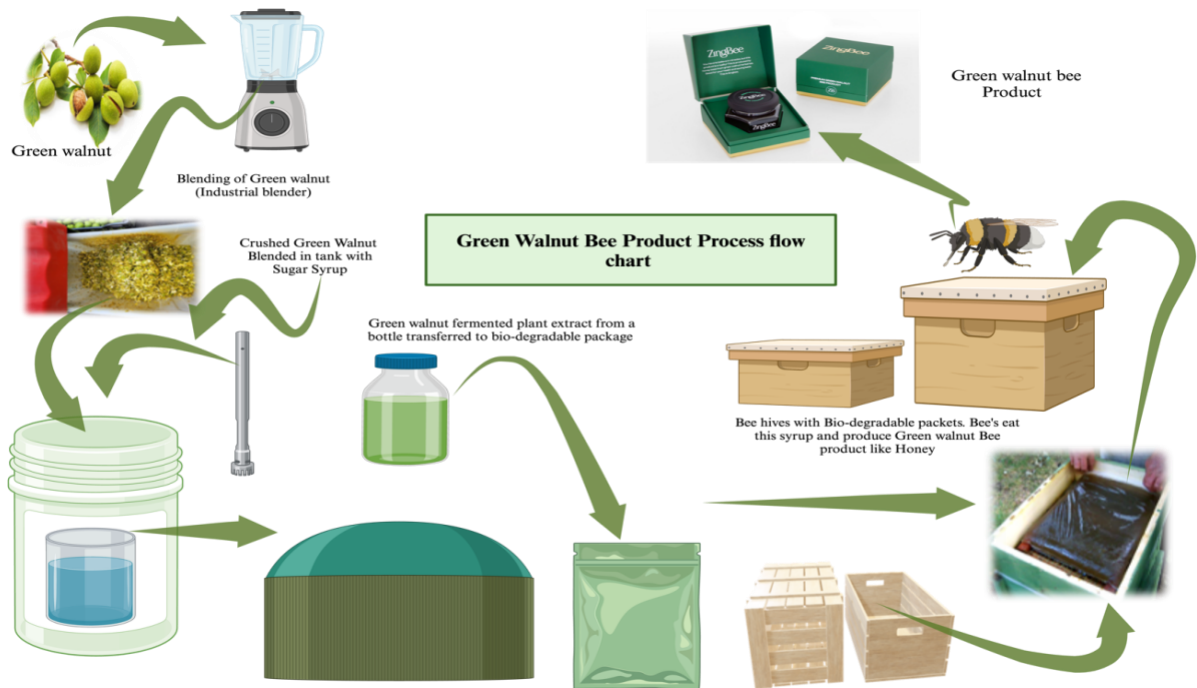 Green walnut
Blending of Green walnut
(Industrial blender)
Crushed Green Walnut
Blended in tank with
Sugar Syrup
Green Walnut Bee Product Process flow
chart
Green walnut fermented plant extract from a
bottle transferred to bio-degradable package
ZingBee
ZingBee
ZingBee
Green walnut bee
Product
Bee hives with Bio-degradable packets. Bee's eat
this syrup and produce Green walnut Bee
product like Honey